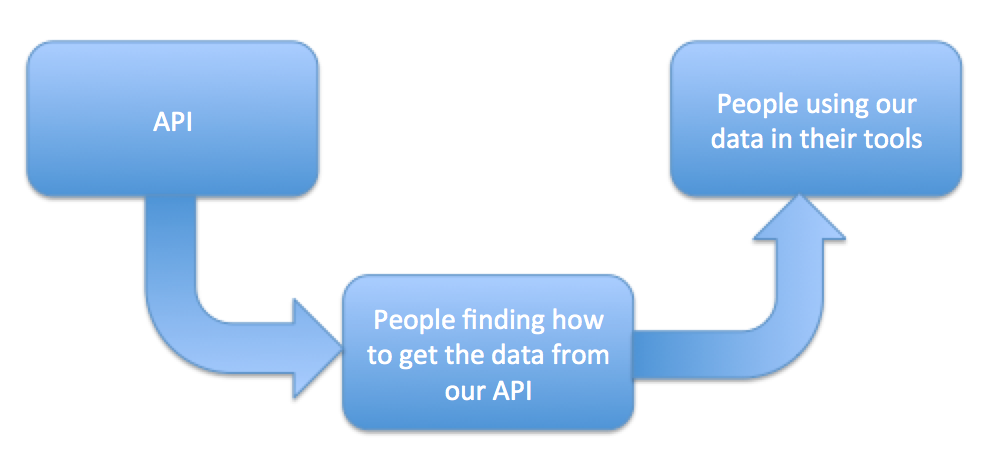 API
People finding how
to get the data from
our API
People using our
data in their tools